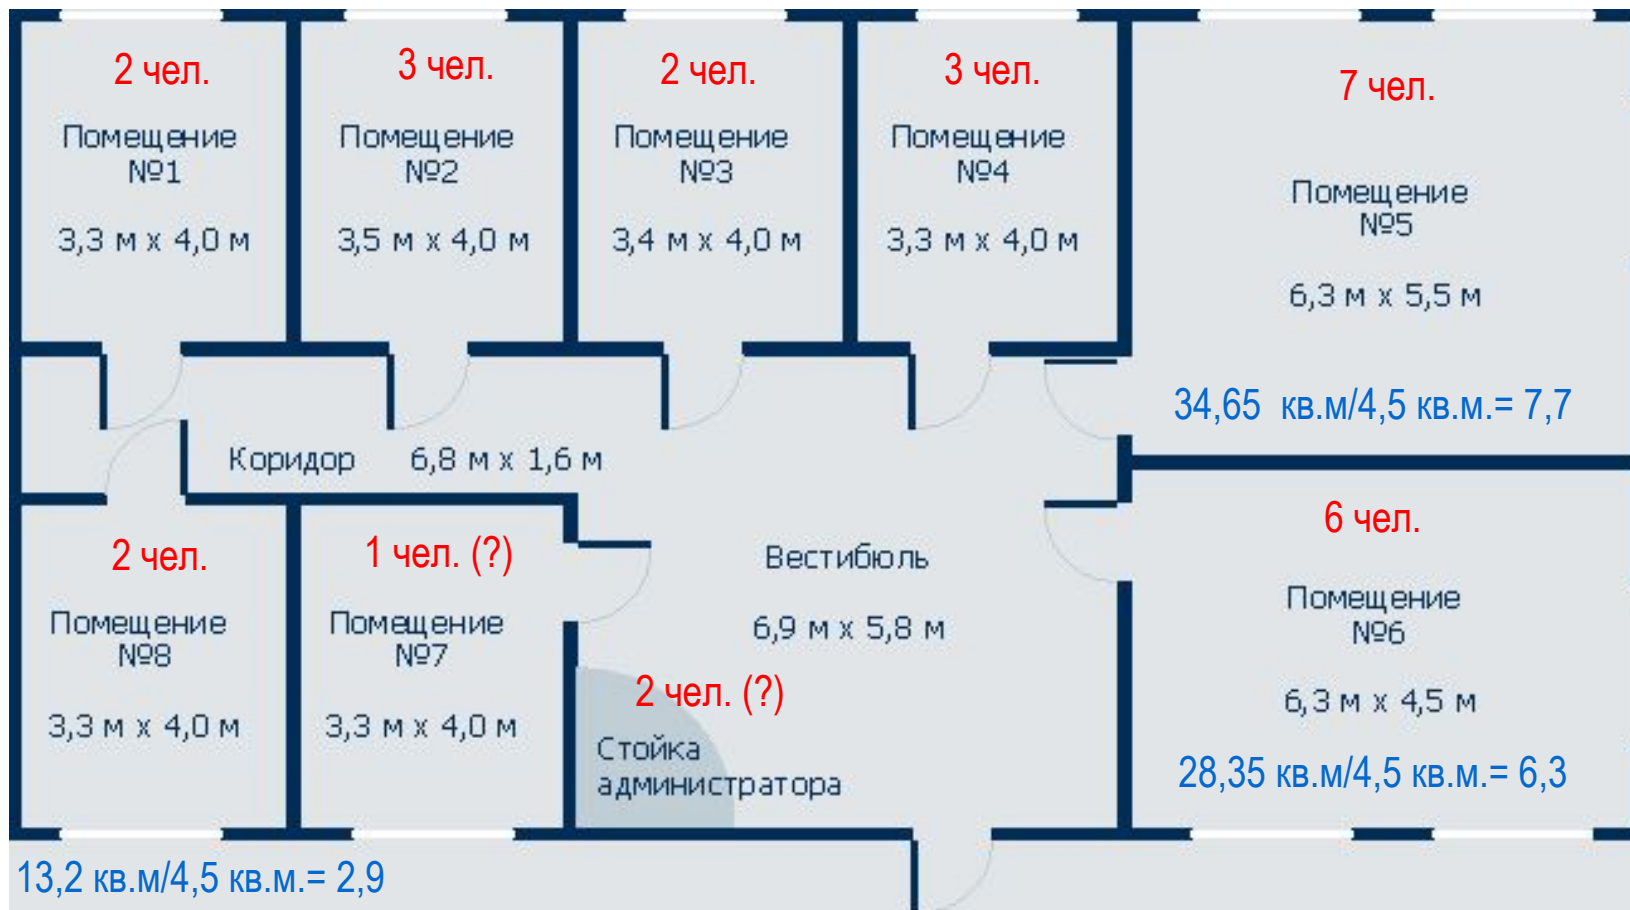 2 чел.
Помещение
№1
3,3 м x 4,0 м
3 чел.
Помещение
№2
3,5 м x 4,0 м
2 чел.
Помещение
№3
3,4 м x 4,0 м
3 чел.
Помещение
№4
3,3 м x 4,0 м
7 чел.
Помещение
№5
6,3 м x 5,5 м
34,65 кв.м/4,5 кв.м.= 7,7
Коридор 6,8 м x 1,6 м
2 чел.
Помещение
№8
3,3 м x 4,0 м
1 чел. (?)
Помещение
№7
3,3 м x 4,0 м
Вестибюль
6,9 м x 5,8 м
2 чел. (?)
Стойка
администратора
6 чел.
Помещение
№6
6,3 м x 4,5 м
28,35 кв.м/4,5 кв.м.= 6,3
13,2 кв.м/4,5 кв.м.= 2,9